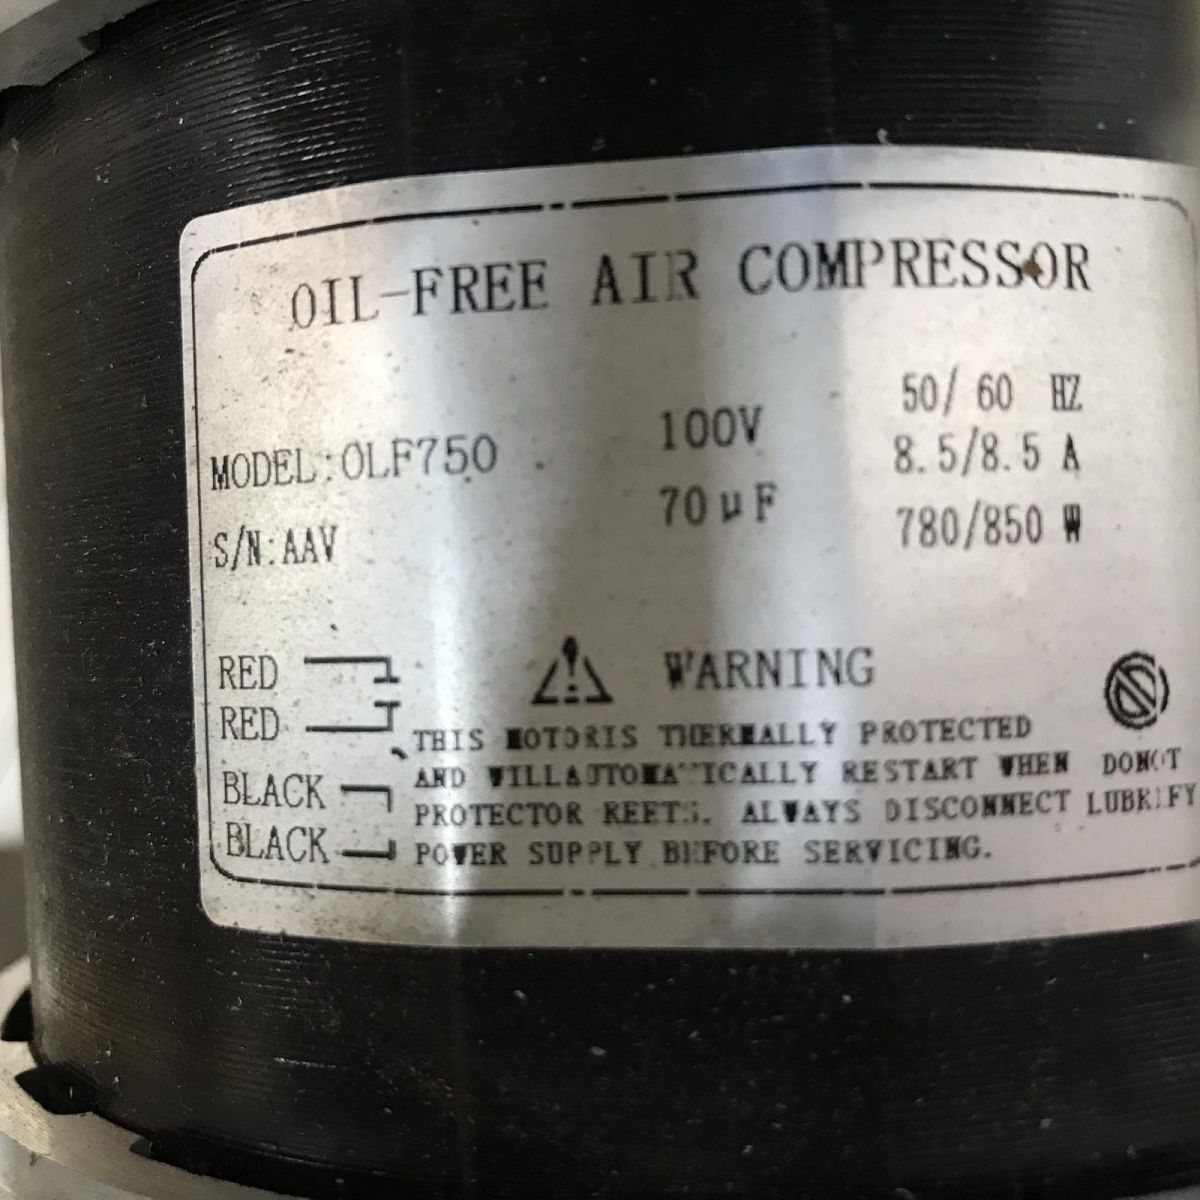 OIL-FREE AIR COMPRESSOR
50/60 HZ
MODEL:OLF750 100V 8.5/8.5 A
S/N:AAV 70μF 780/850 W
RED
RED
BLACK
BLACK
WARNING
THIS MOTORIS THERMALLY PROTECTED
AND WILLAUTOMATICALLY RESTART WHEN
PROTECTOR REETS. ALWAYS DISCONNECT
POWER SUPPLY BEFORE SERVICING.
DONOT
LUBRIFY